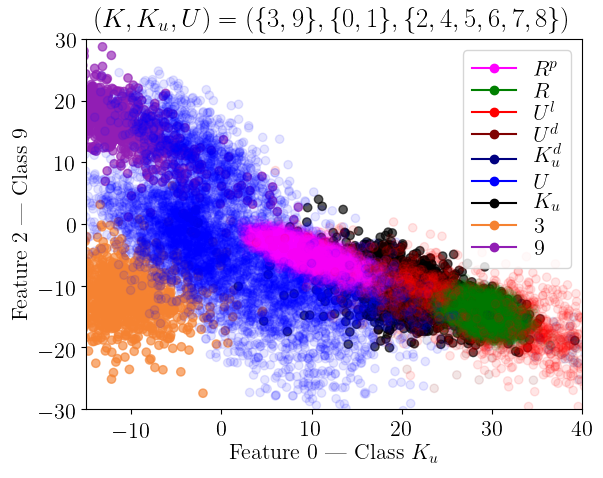 (K, K_u, U) = ({3, 9}, {0, 1}, {2, 4, 5, 6, 7, 8})
30
20
10
0
−10
−20
−30
−10
0
10
20
30
40
Feature 2 — Class 9
Feature 0 — Class K_u
R^p
R
U^l
U^d
K_u^d
U
K_u
3
9